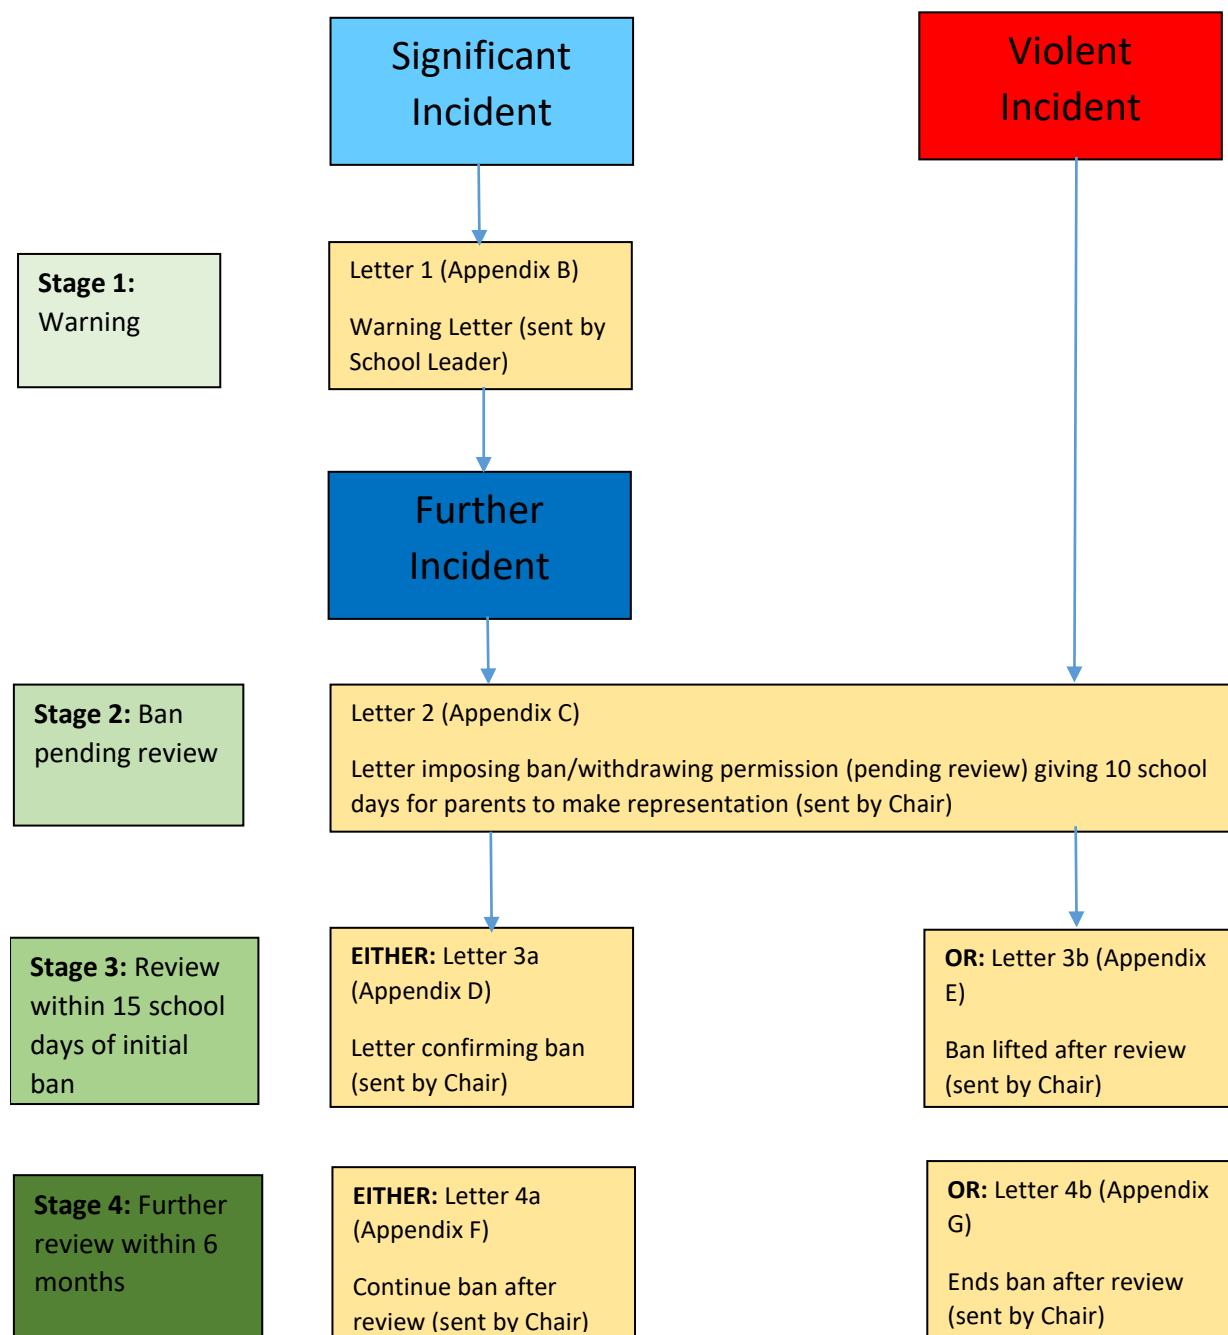 Significant
Incident
Violent
Incident
Stage 1:
Warning
Letter 1 (Appendix B)
Warning Letter (sent by
School Leader)
Further
Incident
Stage 2: Ban
pending review
Letter 2 (Appendix C)
Letter imposing ban/withdrawing permission (pending review) giving 10 school
days for parents to make representation (sent by Chair)
Stage 3: Review
within 15 school
days of initial
ban
EITHER: Letter 3a
(Appendix D)
Letter confirming ban
(sent by Chair)
OR: Letter 3b (Appendix
E)
Ban lifted after review
(sent by Chair)
Stage 4: Further
review within 6
months
EITHER: Letter 4a
(Appendix F)
Continue ban after
review (sent by Chair)
OR: Letter 4b (Appendix
G)
Ends ban after review
(sent by Chair)